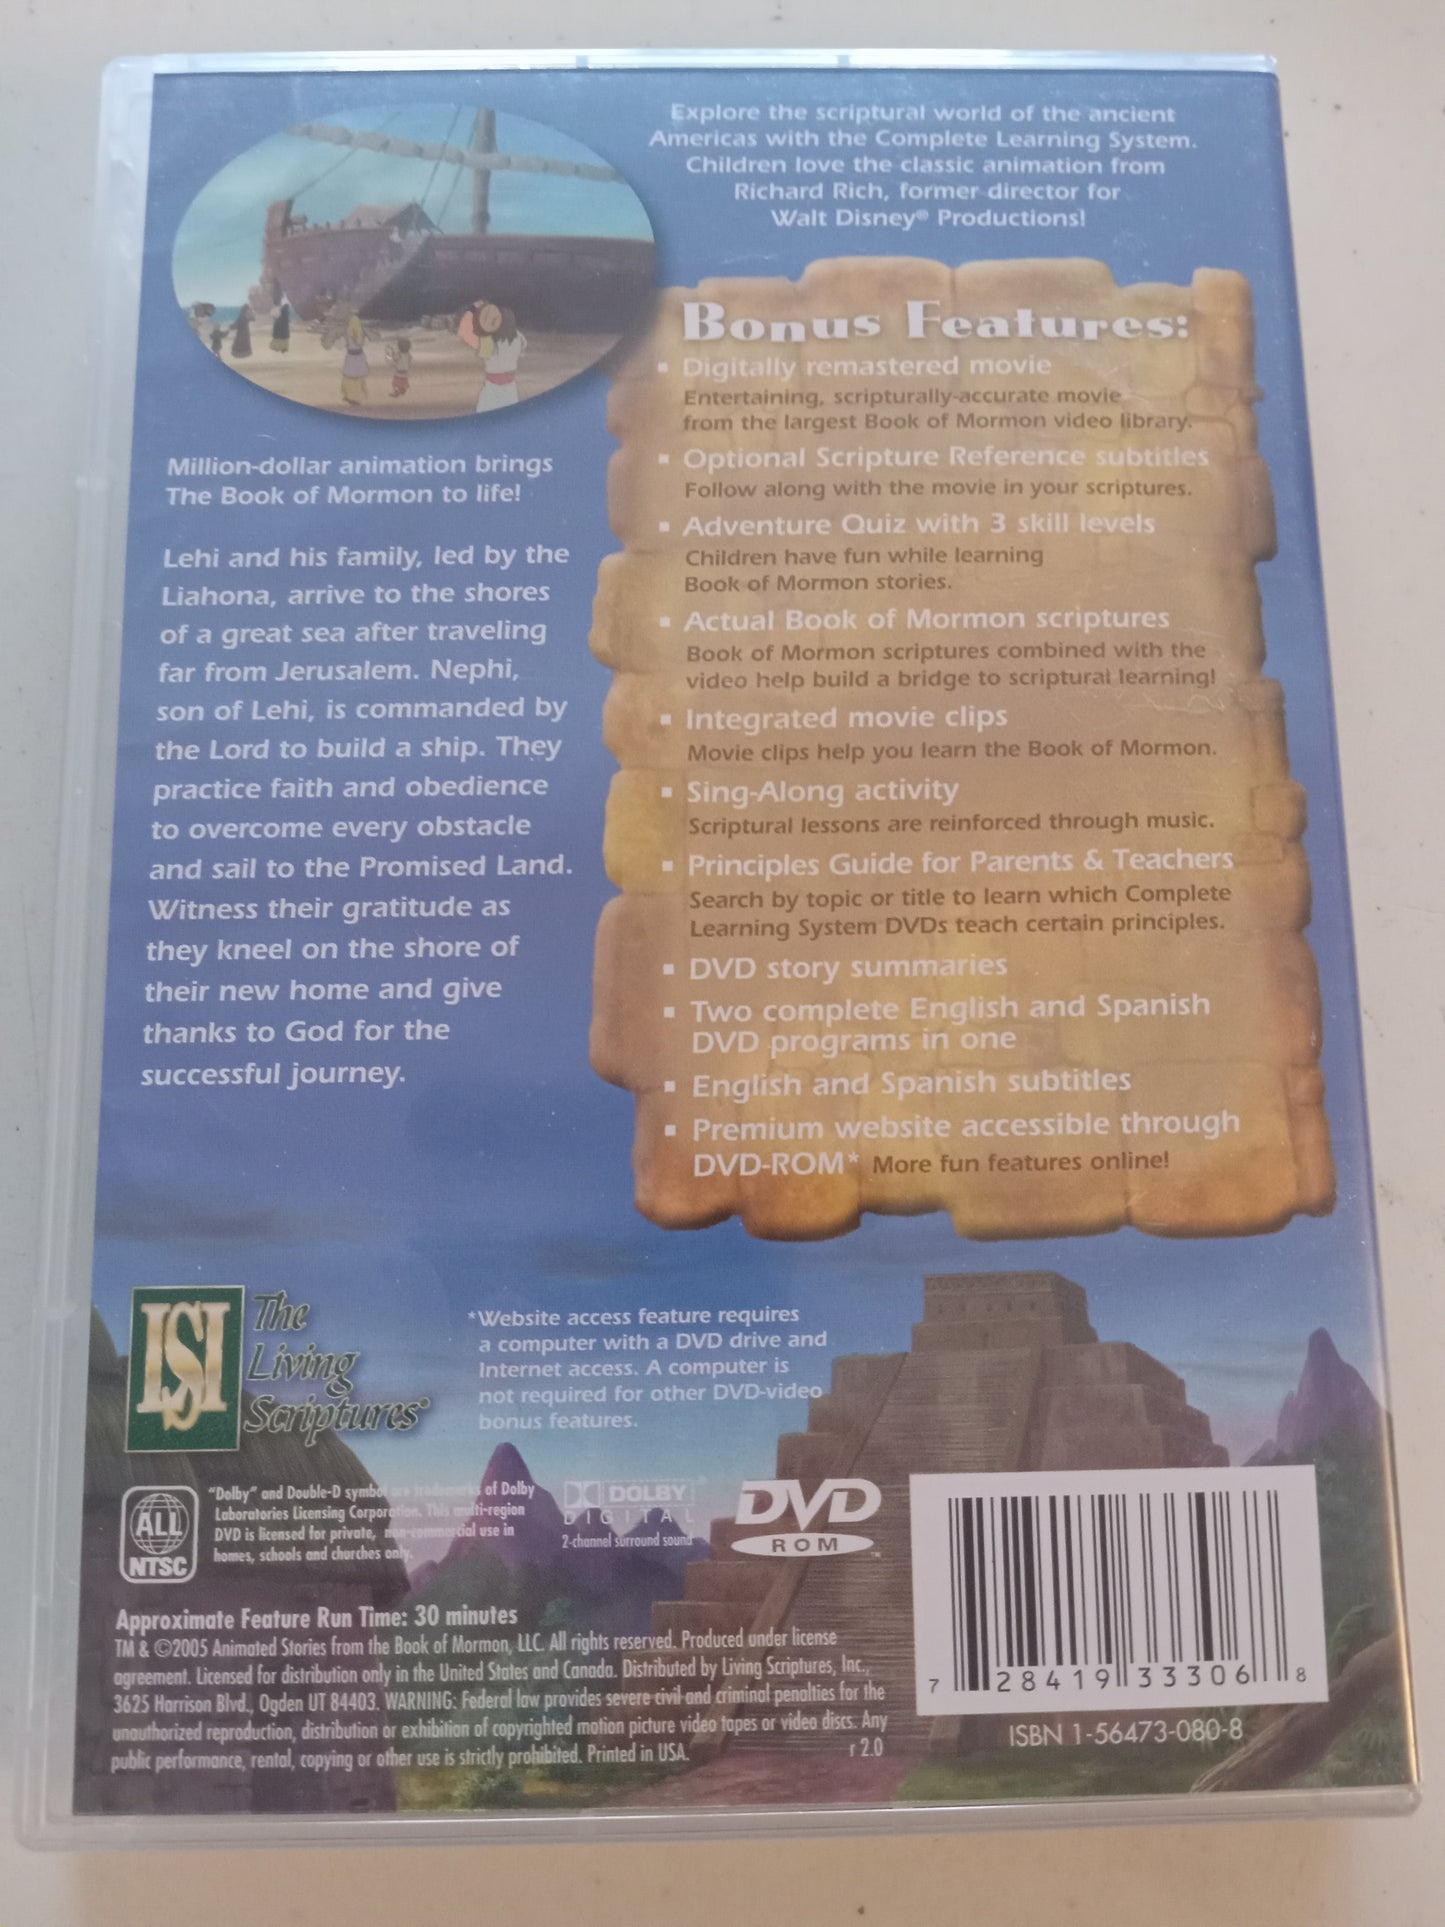 Explore the scriptural world of the ancient
Americas with the Complete Learning System.
Children love the classic animation from
Richard Rich, former director for
Walt Disney® Productions!
Million-dollar animation brings
The Book of Mormon to life!
Lehi and his family, led by the
Liahona, arrive to the shores
of a great sea after traveling
far from Jerusalem. Nephi,
son of Lehi, is commanded by
the Lord to build a ship. They
practice faith and obedience
to overcome every obstacle
and sail to the Promised Land.
Witness their gratitude as
they kneel on the shore of
their new home and give
thanks to God for the
successful journey.
Bonus Features:
▪ Digitally remastered movie
Entertaining, scripturally-accurate movie
from the largest Book of Mormon video library.
▪ Optional Scripture Reference subtitles
Follow along with the movie in your scriptures.
▪ Adventure Quiz with 3 skill levels
Children have fun while learning
Book of Mormon stories.
▪ Actual Book of Mormon scriptures
Book of Mormon scriptures combined with the
video help build a bridge to scriptural learning!
▪ Integrated movie clips
Movie clips help you learn the Book of Mormon.
▪ Sing-Along activity
Scriptural lessons are reinforced through music.
▪ Principles Guide for Parents & Teachers
Search by topic or title to learn which Complete
Learning System DVDs teach certain principles.
▪ DVD story summaries
▪ Two complete English and Spanish
DVD programs in one
▪ English and Spanish subtitles
▪ Premium website accessible through
DVD-ROM* More fun features online!
LSI
The
Living
Scriptures®
*Website access feature requires
a computer with a DVD drive and
Internet access. A computer is
not required for other DVD-video
bonus features.
ALL
NTSC
"Dolby" and Double-D symbol are trademarks of Dolby
Laboratories Licensing Corporation. This multi-region
DVD is licensed for private, non-commercial use in
homes, schools and churches only.
DOLBY
DIGITAL
2-channel surround sound
DVD
ROM™
Approximate Feature Run Time: 30 minutes
TM & ©2005 Animated Stories from the Book of Mormon, LLC. All rights reserved. Produced under license
agreement. Licensed for distribution only in the United States and Canada. Distributed by Living Scriptures, Inc.,
3625 Harrison Blvd., Ogden UT 84403. WARNING: Federal law provides severe civil and criminal penalties for the
unauthorized reproduction, distribution or exhibition of copyrighted motion picture video tapes or video discs. Any
public performance, rental, copying or other use is strictly prohibited. Printed in USA.
r 2.0
7 28419 33306 8
ISBN 1-56473-080-8